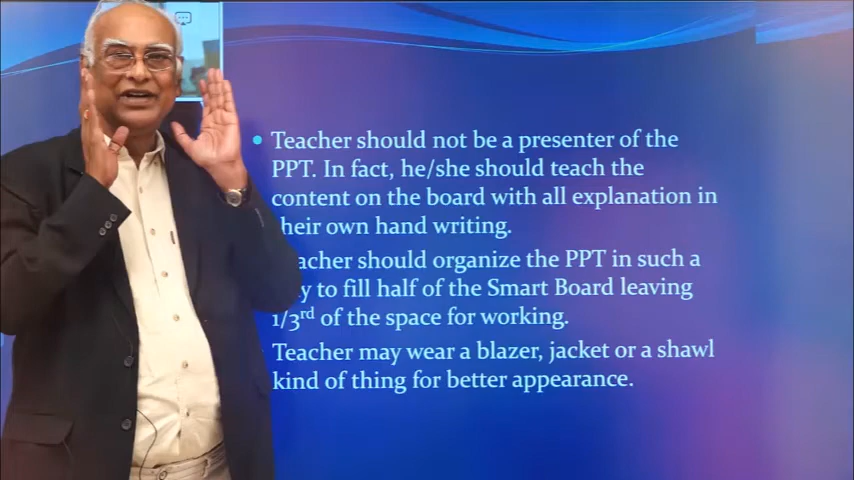 Teacher should not be a presenter of the
PPT. In fact, he/she should teach the
content on the board with all explanation in
their own hand writing.
acher should organize the PPT in such a
y to fill half of the Smart Board leaving
1/3rd of the space for working.
Teacher may wear a blazer, jacket or a shawl
kind of thing for better appearance.